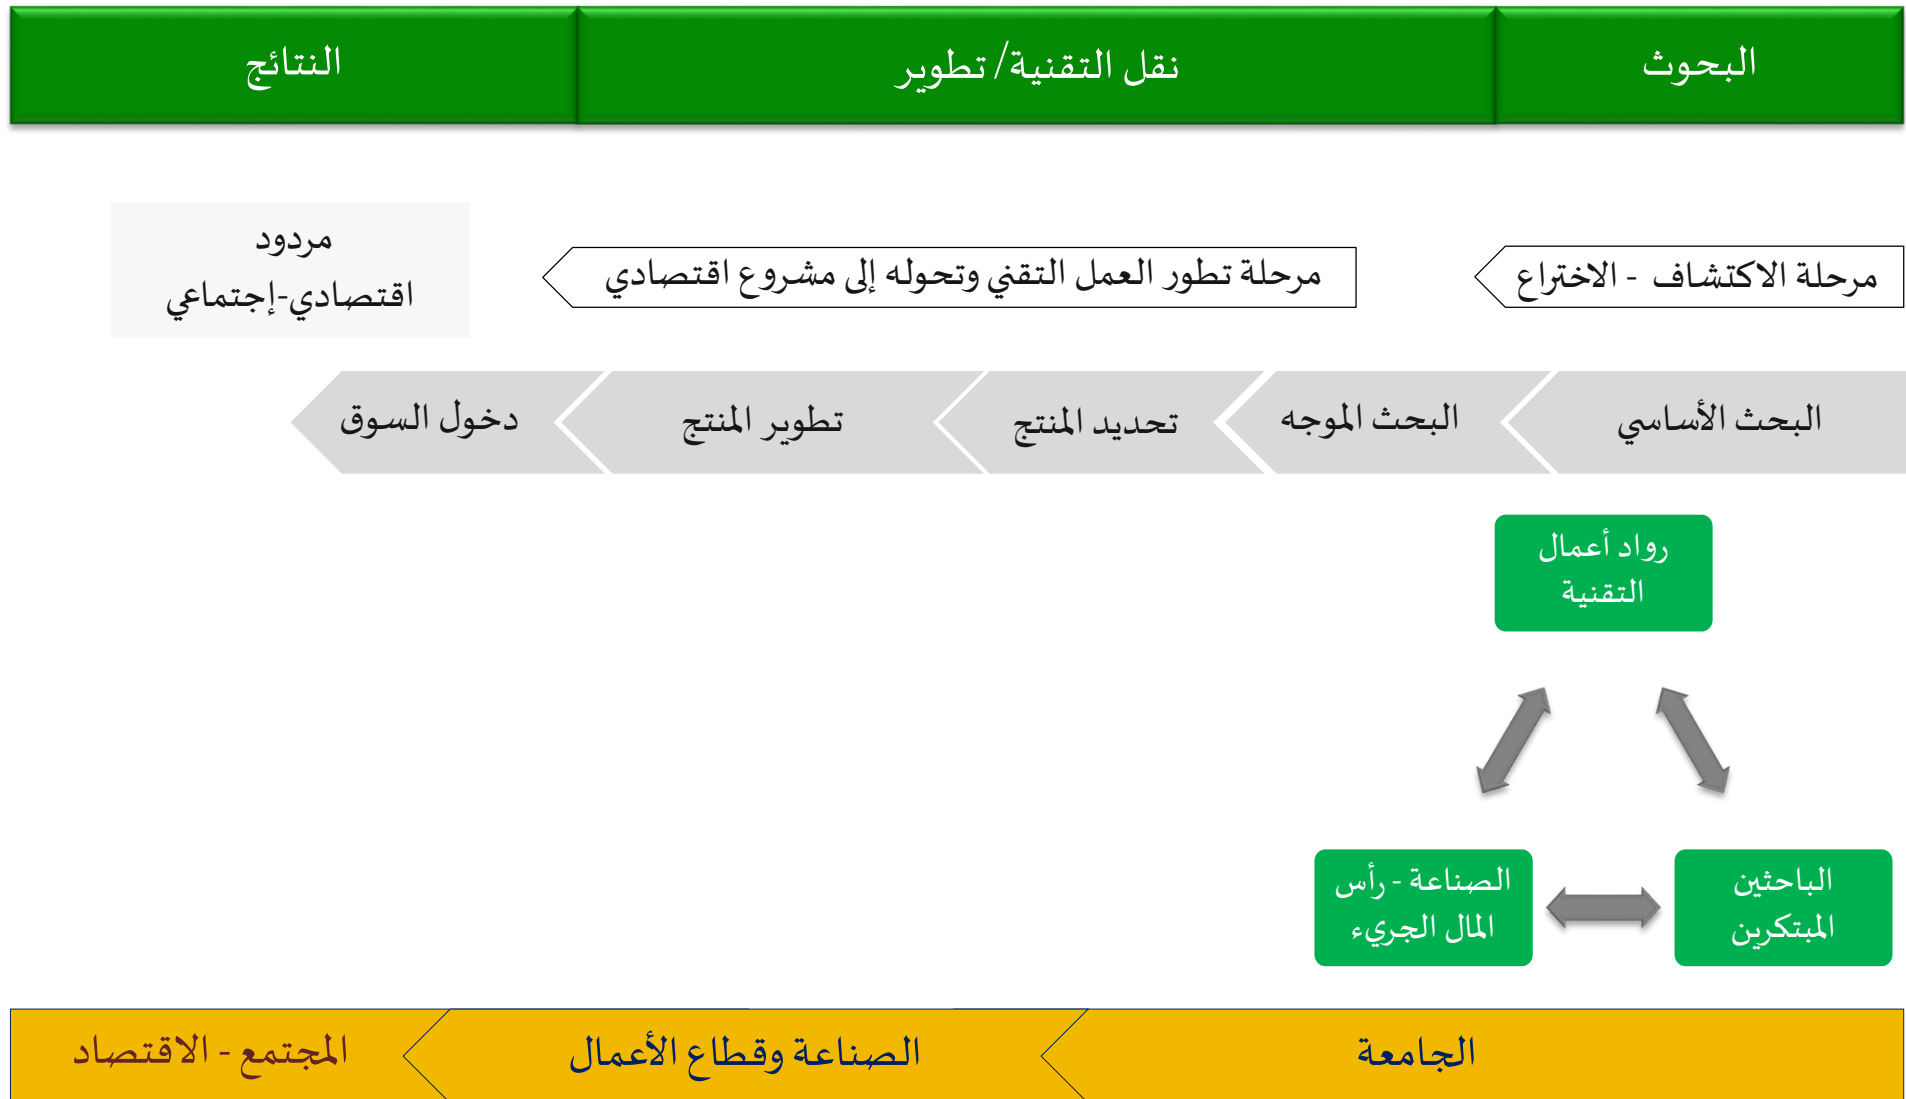 البحوث
نقل التقنية/ تطوير
النتائج
مرحلة الاكتشاف - الاختراع
مرحلة تطور العمل التقني وتحوله إلى مشروع اقتصادي
مردود
اقتصادي-إجتماعي
البحث الأساسي
البحث الموجه
تحديد المنتج
تطوير المنتج
دخول السوق
رواد أعمال
التقنية
الباحثين
المبتكرين
الصناعة - رأس
المال الجريء
الجامعة
الصناعة وقطاع الأعمال
المجتمع - الاقتصاد